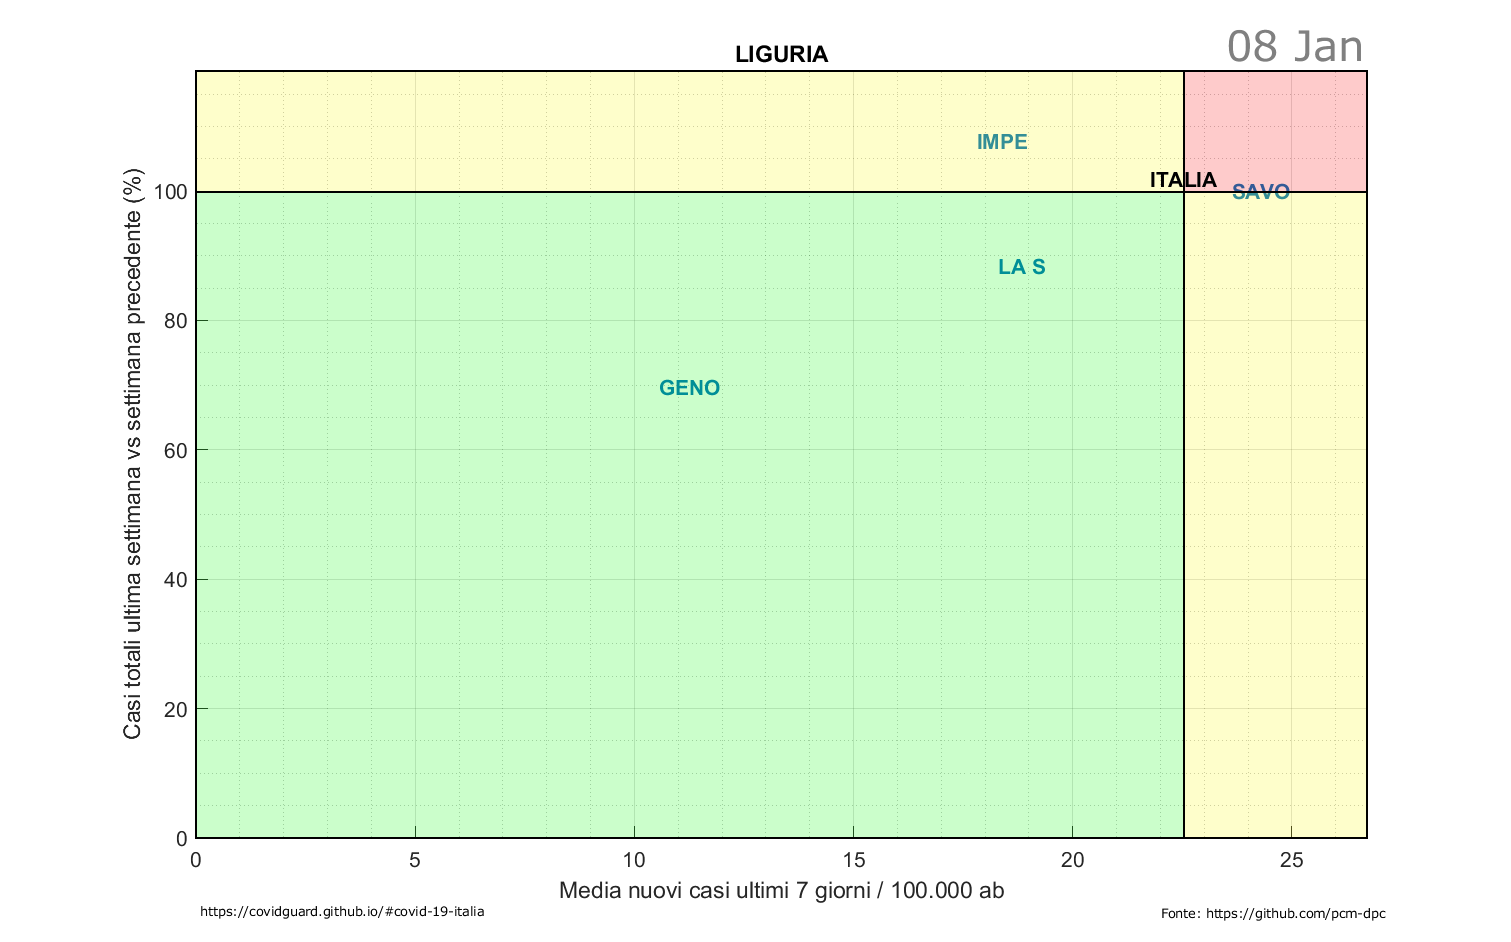 08 Jan
LIGURIA
IMPE
ITALIA
SAVO
LA S
GENO
Casi totali ultima settimana vs settimana precedente (%)
100
80
60
40
20
0
0 5 10 15 20 25
Media nuovi casi ultimi 7 giorni / 100.000 ab
https://covidguard.github.io/#covid-19-italia
Fonte: https://github.com/pcm-dpc